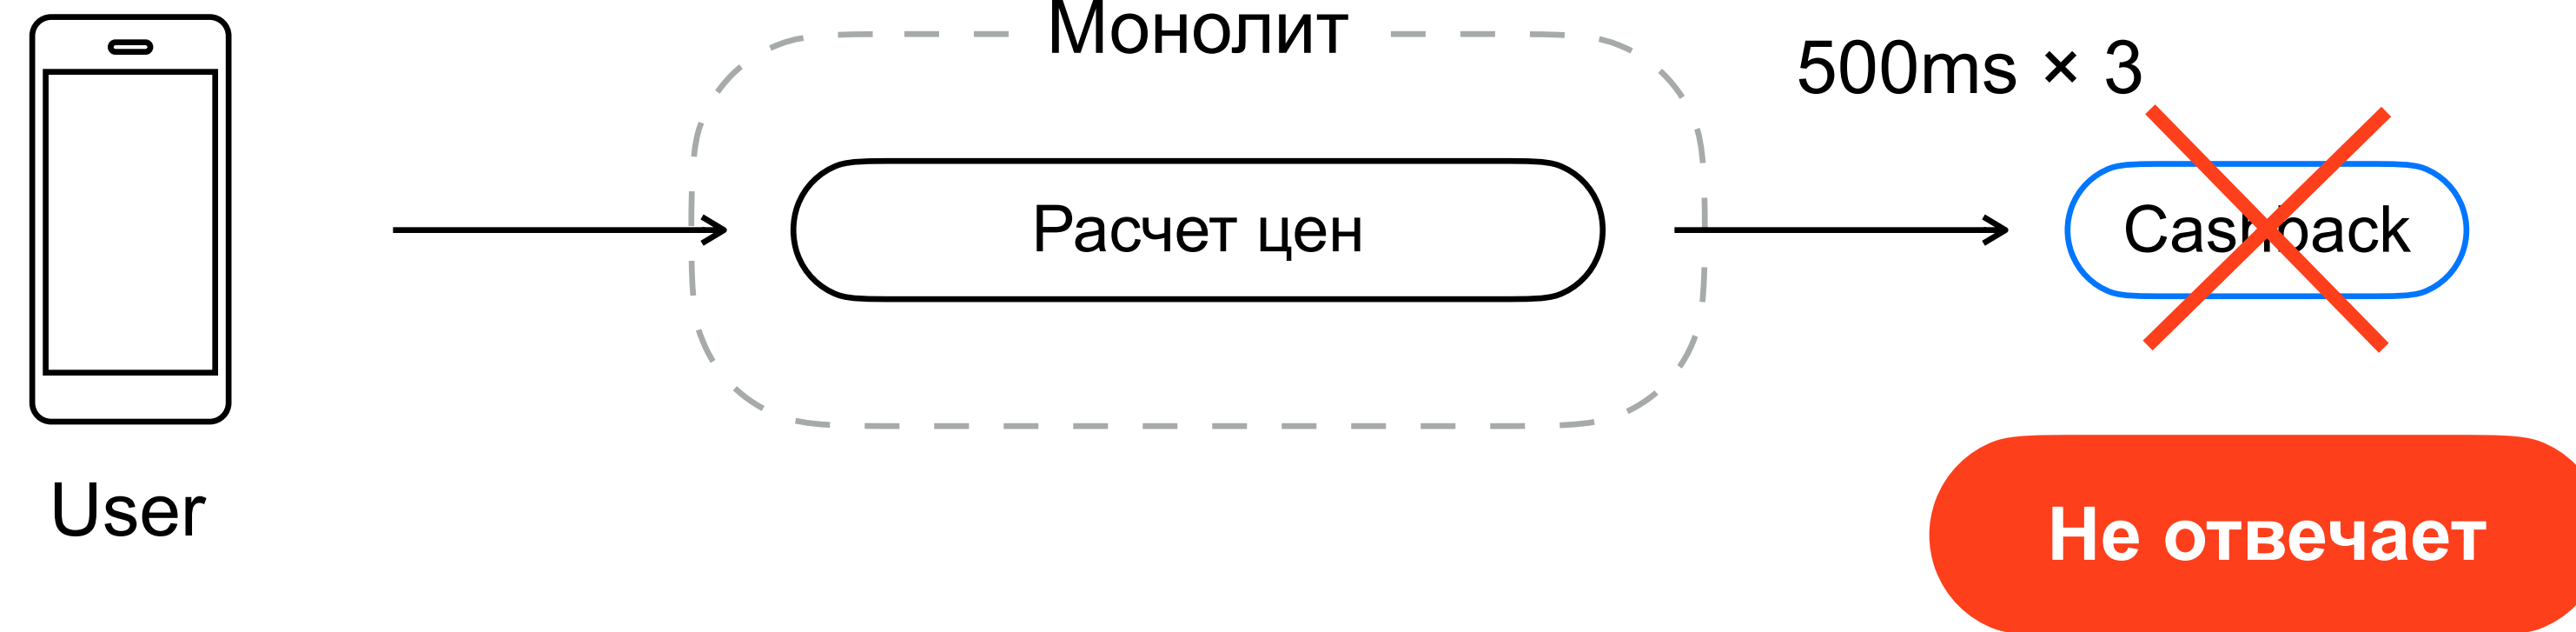 Монолит
500ms × 3
Расчет цен
Cashback
User
Не отвечает